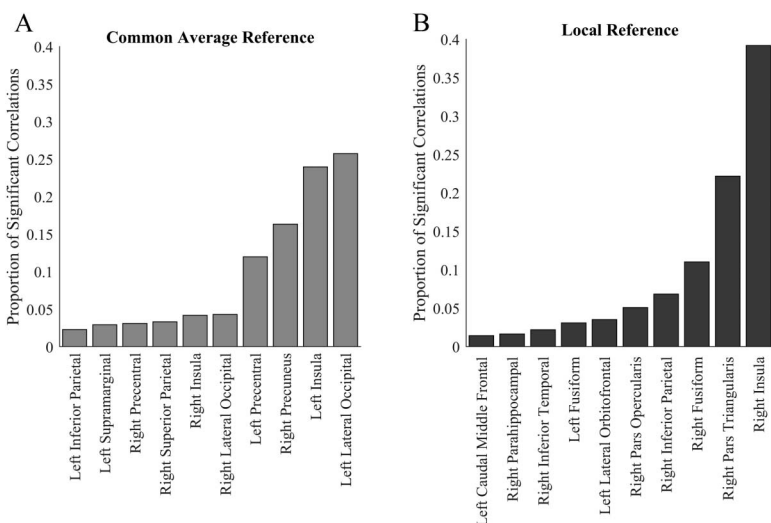 A
Common Average Reference
Proportion of Significant Correlations
0.4
0.35
0.3
0.25
0.2
0.15
0.1
0.05
0
Left Inferior Parietal
Left Supramarginal
Right Precentral
Right Superior Parietal
Right Insula
Right Lateral Occipital
Left Precentral
Right Precuneus
Left Insula
Left Lateral Occipital
B
Local Reference
Proportion of Significant Correlations
0.4
0.35
0.3
0.25
0.2
0.15
0.1
0.05
0
Left Caudal Middle Frontal
Right Parahippocampal
Right Inferior Temporal
Left Fusiform
Left Lateral Orbitofrontal
Right Pars Opercularis
Right Inferior Parietal
Right Fusiform
Right Pars Triangularis
Right Insula